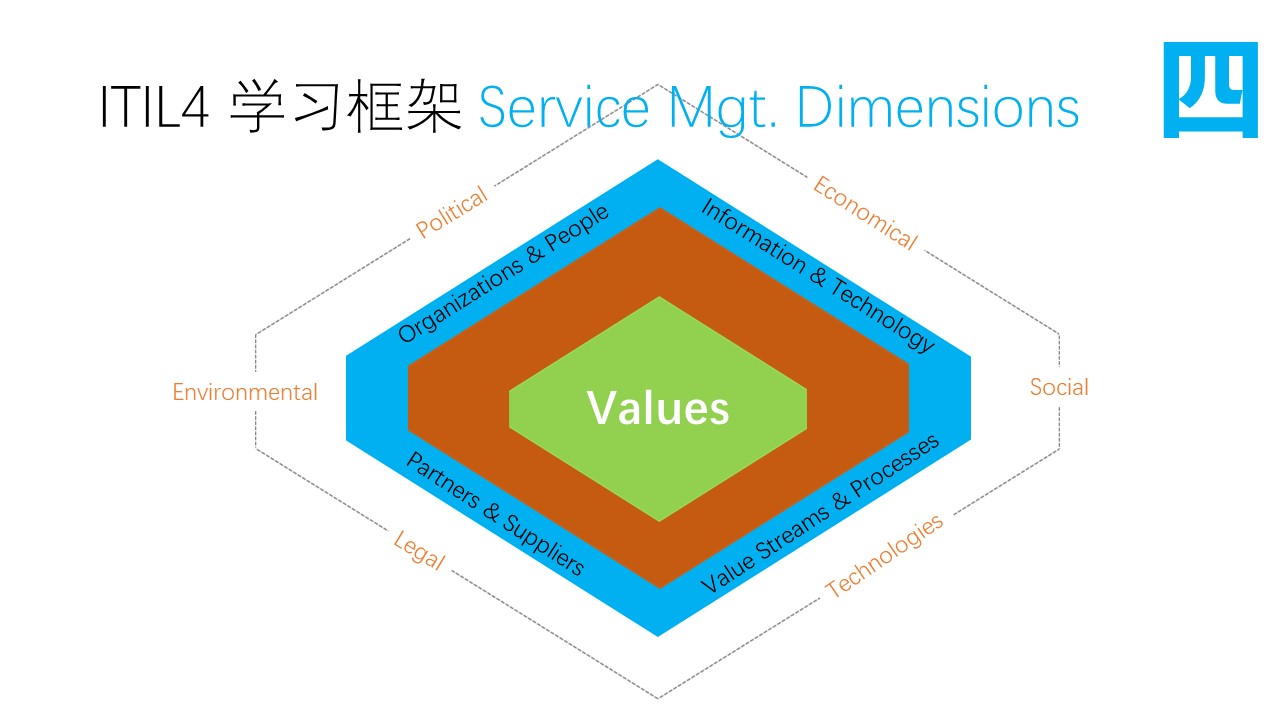 ITIL4 学习框架 Service Mgt. Dimensions
四
Political
Economical
Organizations & People
Information & Technology
Environmental
Values
Social
Partners & Suppliers
Value Streams & Processes
Legal
Technologies